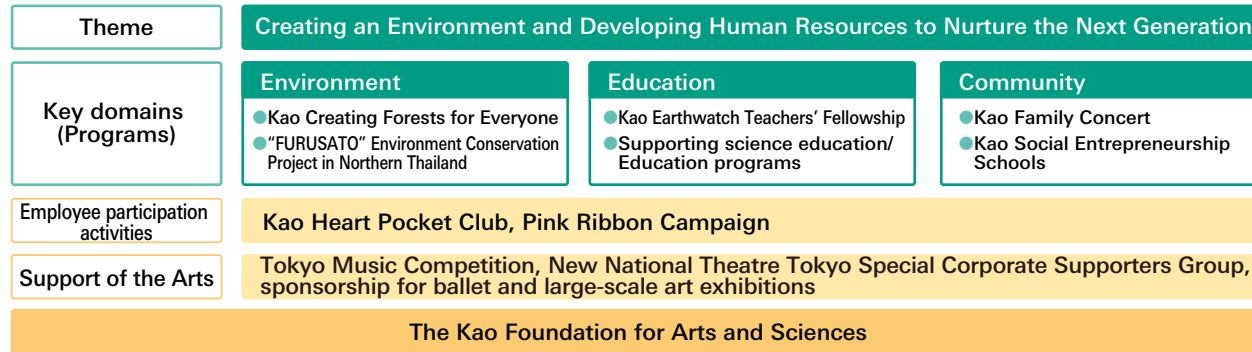 Theme
Creating an Environment and Developing Human Resources to Nurture the Next Generation
Key domains
(Programs)
Environment
●Kao Creating Forests for Everyone
●“FURUSATO” Environment Conservation
Project in Northern Thailand
Education
●Kao Earthwatch Teachers’ Fellowship
●Supporting science education/
Education programs
Community
●Kao Family Concert
●Kao Social Entrepreneurship
Schools
Employee participation
activities
Kao Heart Pocket Club, Pink Ribbon Campaign
Support of the Arts
Tokyo Music Competition, New National Theatre Tokyo Special Corporate Supporters Group,
sponsorship for ballet and large-scale art exhibitions
The Kao Foundation for Arts and Sciences